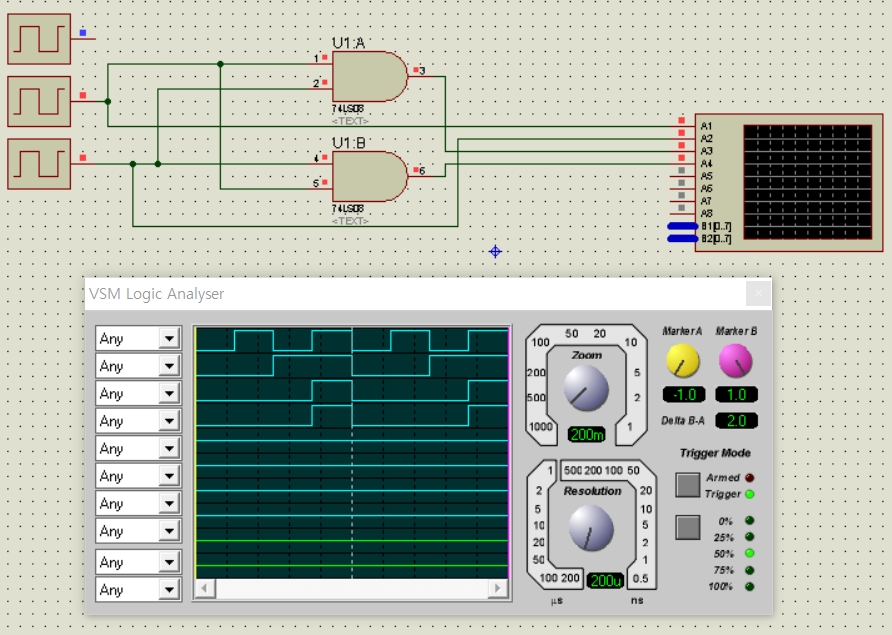 U1:A
1
2
3
74LS08
<TEXT>
U1:B
4
5
6
74LS08
<TEXT>
A1
A2
A3
A4
A5
A6
A7
A8
B1[0..7]
B2[0..7]
VSM Logic Analyser
Any
Any
Any
Any
Any
Any
Any
Any
Any
Any
50 20
100 10
Zoom
200 5
500 2
1000 1
200m
Marker A Marker B
-1.0 1.0
Delta B-A 2.0
Trigger Mode
Armed
Trigger
0%
25%
50%
75%
100%
1 500 200 100 50
2 Resolution 20
5 10
10 5
20 2
50 1
100 200 200u 0.5
µs ns